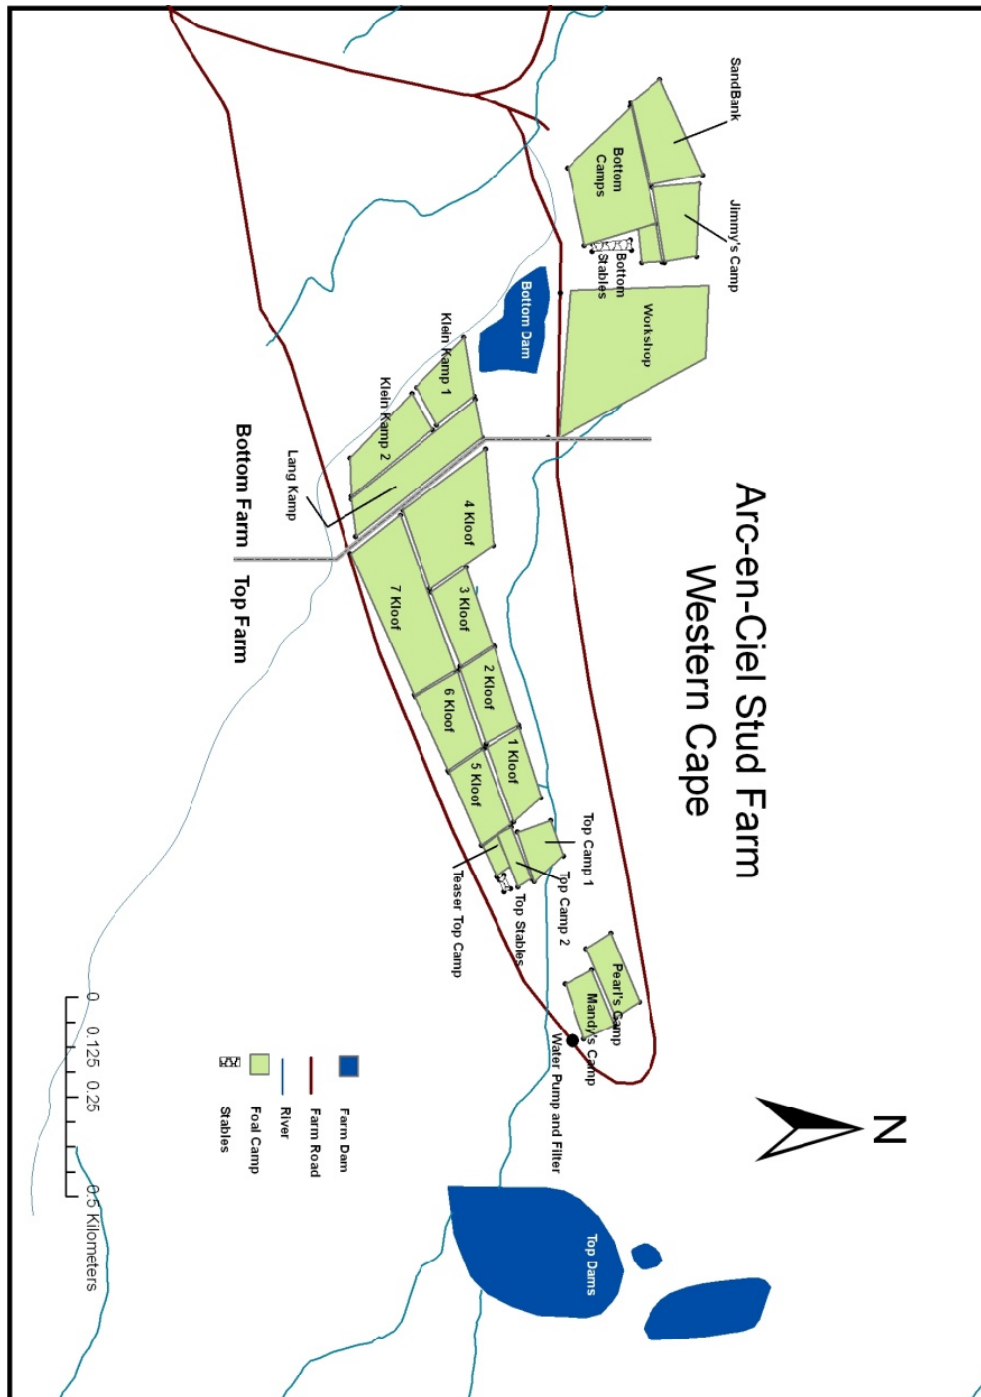 Arc-en-Ciel Stud Farm
Western Cape
N
SandBank
Jimmy's Camp
Bottom
Camps
Bottom
Stables
Workshop
Bottom Dam
Klein Kamp 1
Klein Kamp 2
Lang Kamp
Bottom Farm
Top Farm
4 Kloof
3 Kloof
2 Kloof
1 Kloof
7 Kloof
6 Kloof
5 Kloof
Top Camp 1
Top Camp 2
Top Stables
Teaser Top Camp
Pearl's Camp
Mandy's Camp
Water Pump and Filter
Top Dams
Farm Dam
Farm Road
River
Foal Camp
Stables
0 0.125 0.25 0.5 Kilometers